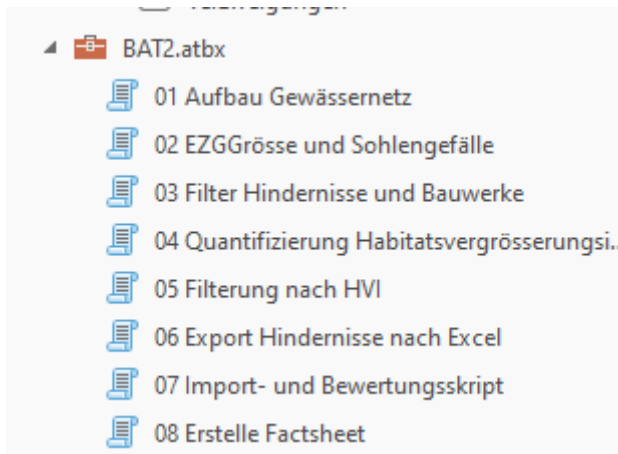 BAT2.atbx
01 Aufbau Gewässernetz
02 EZGGrösse und Sohlengefälle
03 Filter Hindernisse und Bauwerke
04 Quantifizierung Habitatsvergrösserungsi..
05 Filterung nach HVI
06 Export Hindernisse nach Excel
07 Import- und Bewertungsskript
08 Erstelle Factsheet